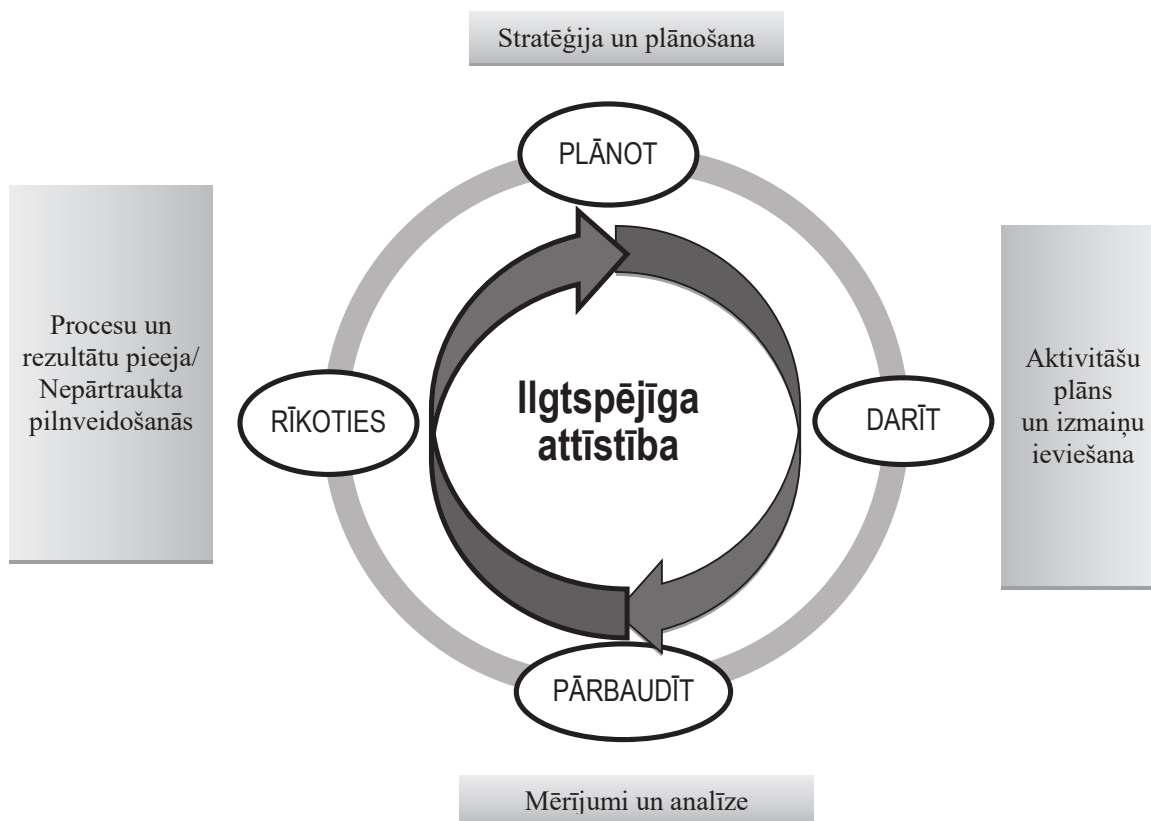 Stratēģija un plānošana
PLĀNOT
Procesu un
rezultātu pieeja/
Nepārtraukta
pilnveidošanās
RĪKOTIES
Ilgtspējīga
attīstība
DARĪT
Aktivitāšu
plāns
un izmaiņu
ieviešana
PĀRBAUDĪT
Mērījumi un analīze